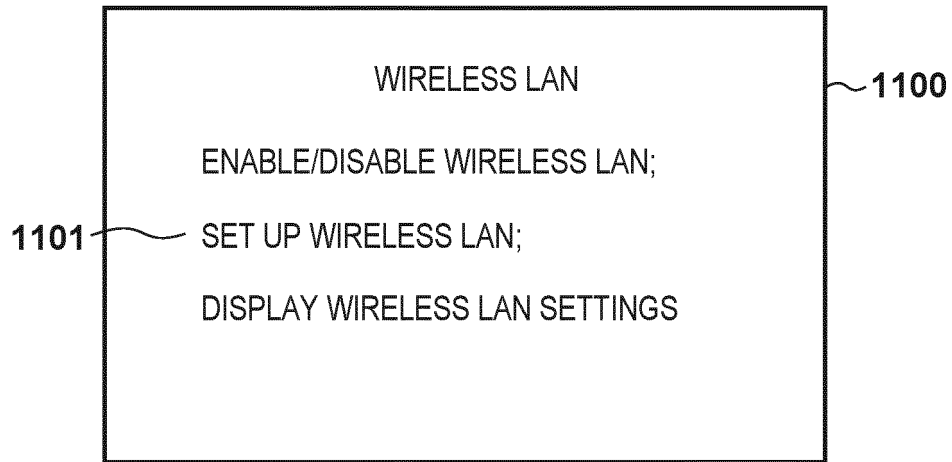 WIRELESS LAN
1100
ENABLE/DISABLE WIRELESS LAN;
1101 SET UP WIRELESS LAN;
DISPLAY WIRELESS LAN SETTINGS